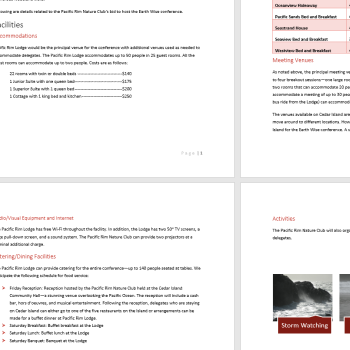 owing are details related to the Pacific Rim Lodge's bid to host the Earth Wise conference.
acilities
commodations
ific Rim Lodge would be the principal venue for the conference with additional venues used as needed to
commodate delegates. The Pacific Rim Lodge accommodates up to 50 people in 25 guest rooms. All the
st rooms can accommodate up to two people. Costs are as follows:
22 rooms with twin or double beds ---$140
1 Junior Suite with one queen bed ---$175
1 Superior Suite with 1 queen bed ---$200
1 Cottage with 1 king bed and kitchen ---$250
Page | 1
Oceanview Hideaway
Pacific Sands Bed and Breakfast
Seastrand House
Seaview Bed and Breakfast
Westview Bed and Breakfast
Meeting Venues
As noted above, the principal meeting v
to-four breakout sessions—one large co
two rooms that can accommodate 20 pe
accommodate a meeting of up to 30 pe
bus ride from the Lodge) can accommod
The venues available on Cedar Island are
move around to different locations. How
Island for the Earth Wise conference. A v
udio/Visual Equipment and Internet
Pacific Rim Lodge has free Wi-Fi throughout the facility. In addition, the Lodge has two 50" TV screens, a
ge pull-down screen, and a sound system. The Pacific Rim Nature Club can provide two projectors at a
minal additional charge.
tering/Dining Facilities
Pacific Rim Lodge can provide catering for the entire conference—up to 140 people seated at tables. We
icipate the following schedule for food service:
Friday Reception: Reception hosted by the Pacific Rim Nature Club held at the Cedar Island
Community Hall—a stunning venue overlooking the Pacific Ocean. The reception will include a cash
bar, hors d'oeuvres, and musical entertainment. Following the reception, delegates who are staying
on Cedar Island can either go to one of the five restaurants on the island or arrangements can be
made for a buffet dinner at Pacific Rim Lodge.
Saturday Breakfast: Buffet breakfast at the Lodge
Saturday Lunch: Buffet lunch at the Lodge
Saturday Banquet: Banquet at the Lodge
Activities
The Pacific Rim Nature Club will also orga
delegates.
Storm Watching